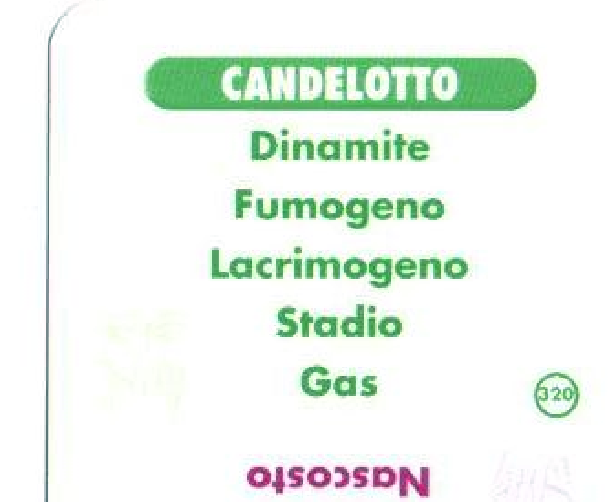 CANDELOTTO
Dinamite
Fumogeno
Lacrimogeno
Stadio
Gas
320
Nascosto